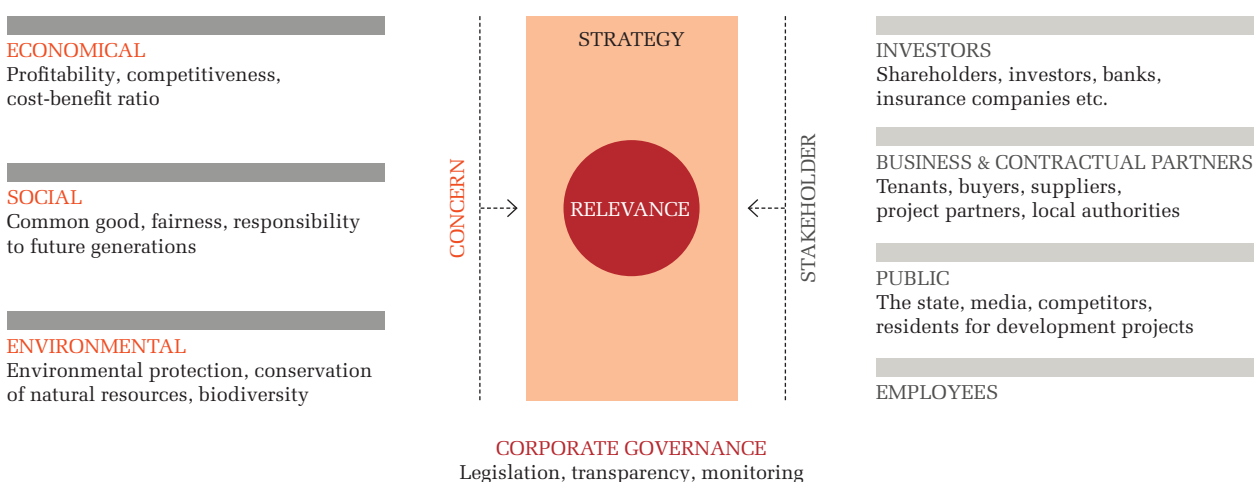 ECONOMICAL
Profitability, competitiveness,
cost-benefit ratio
SOCIAL
Common good, fairness, responsibility
to future generations
ENVIRONMENTAL
Environmental protection, conservation
of natural resources, biodiversity
CONCERN
STRATEGY
RELEVANCE
STAKEHOLDER
INVESTORS
Shareholders, investors, banks,
insurance companies etc.
BUSINESS & CONTRACTUAL PARTNERS
Tenants, buyers, suppliers,
project partners, local authorities
PUBLIC
The state, media, competitors,
residents for development projects
EMPLOYEES
CORPORATE GOVERNANCE
Legislation, transparency, monitoring